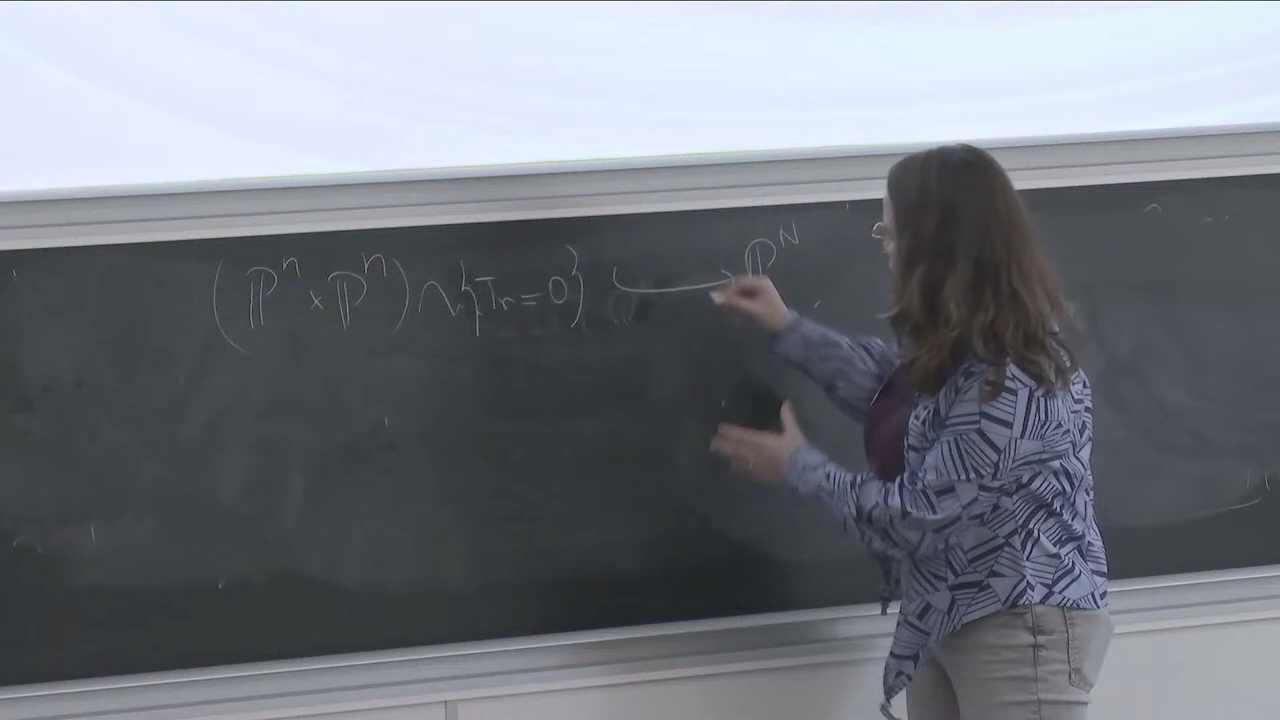 (ℙⁿ × ℙⁿ) ∩ {Tr = 0} ↪ ℙᴺ